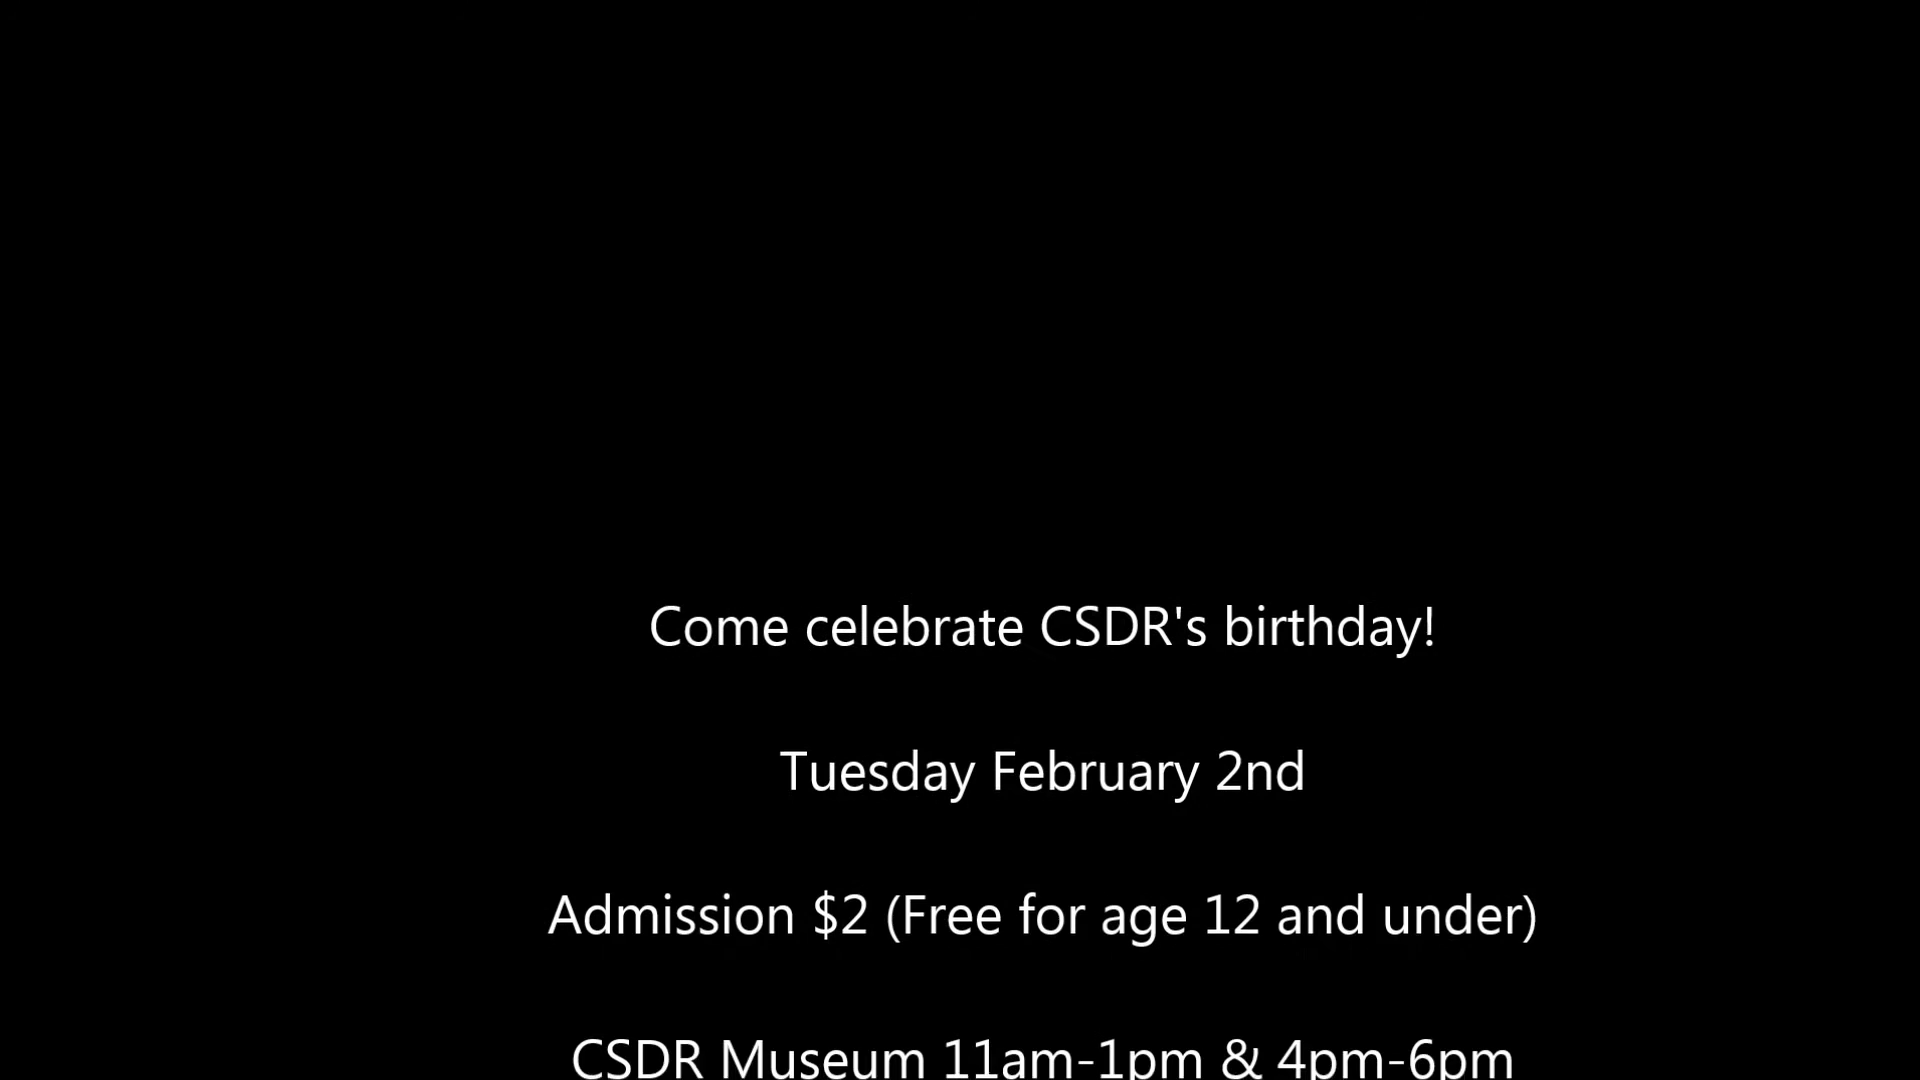 Come celebrate CSDR's birthday!
Tuesday February 2nd
Admission $2 (Free for age 12 and under)
CSDR Museum 11am-1pm & 4pm-6pm